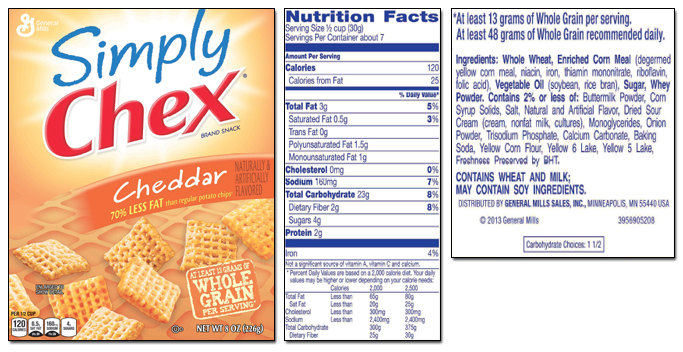 General
Mills
Simply
Chex®
BRAND SNACK
Cheddar
NATURALLY &
ARTIFICIALLY
FLAVORED
70% LESS FAT than regular potato chips
AT LEAST 13 GRAMS OF
WHOLE
GRAIN
PER SERVING*
PER 1/2 CUP
120
CALORIES
0.5g
SAT FAT
3% DV
160mg
SODIUM
7% DV
4g
SUGARS
NET WT 8 OZ (226g)
Nutrition Facts
Serving Size ½ cup (30g)
Servings Per Container about 7
Amount Per Serving
Calories 120
Calories from Fat 25
% Daily Value*
Total Fat 3g 5%
Saturated Fat 0.5g 3%
Trans Fat 0g
Polyunsaturated Fat 1.5g
Monounsaturated Fat 1g
Cholesterol 0mg 0%
Sodium 160mg 7%
Total Carbohydrate 23g 8%
Dietary Fiber 2g 8%
Sugars 4g
Protein 2g
Iron 4%
Not a significant source of vitamin A, vitamin C and calcium.
* Percent Daily Values are based on a 2,000 calorie diet. Your daily
values may be higher or lower depending on your calorie needs:
Calories 2,000 2,500
Total Fat Less than 65g 80g
Sat Fat Less than 20g 25g
Cholesterol Less than 300mg 300mg
Sodium Less than 2,400mg 2,400mg
Total Carbohydrate 300g 375g
Dietary Fiber 25g 30g
*At least 13 grams of Whole Grain per serving.
At least 48 grams of Whole Grain recommended daily.
Ingredients: Whole Wheat, Enriched Corn Meal (degermed
yellow corn meal, niacin, iron, thiamin mononitrate, riboflavin,
folic acid), Vegetable Oil (soybean, rice bran), Sugar, Whey
Powder. Contains 2% or less of: Buttermilk Powder, Corn
Syrup Solids, Salt, Natural and Artificial Flavor, Dried Sour
Cream (cream, nonfat milk, cultures), Monoglycerides, Onion
Powder, Trisodium Phosphate, Calcium Carbonate, Baking
Soda, Yellow Corn Flour, Yellow 6 Lake, Yellow 5 Lake,
Freshness Preserved by BHT.
CONTAINS WHEAT AND MILK;
MAY CONTAIN SOY INGREDIENTS.
DISTRIBUTED BY GENERAL MILLS SALES, INC., MINNEAPOLIS, MN 55440 USA
© 2013 General Mills 3956905208
Carbohydrate Choices: 1 1/2